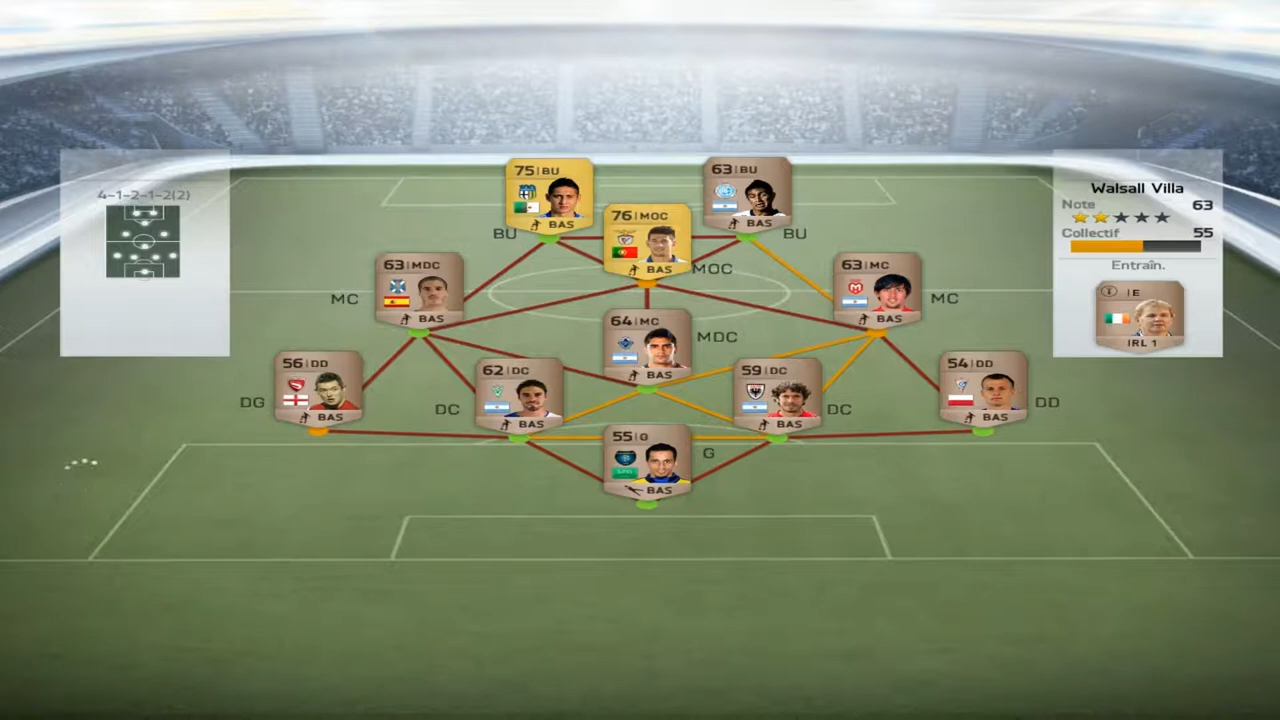 4-1-2-1-2(2)
Walsall Villa
Note 63
Collectif 55
Entraîn.
| E
IRL 1
75 | BU
BAS
BU
63 | BU
BAS
BU
76 | MOC
BAS
MOC
63 | MDC
BAS
MC
63 | MC
BAS
MC
64 | MC
BAS
MDC
56 | DD
BAS
DG
62 | DC
BAS
DC
59 | DC
BAS
DC
54 | DD
BAS
DD
55 | G
BAS
G